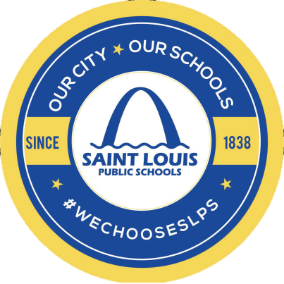 OUR CITY ★ OUR SCHOOLS
SINCE
1838
SAINT LOUIS
PUBLIC SCHOOLS
#WECHOOSESLPS